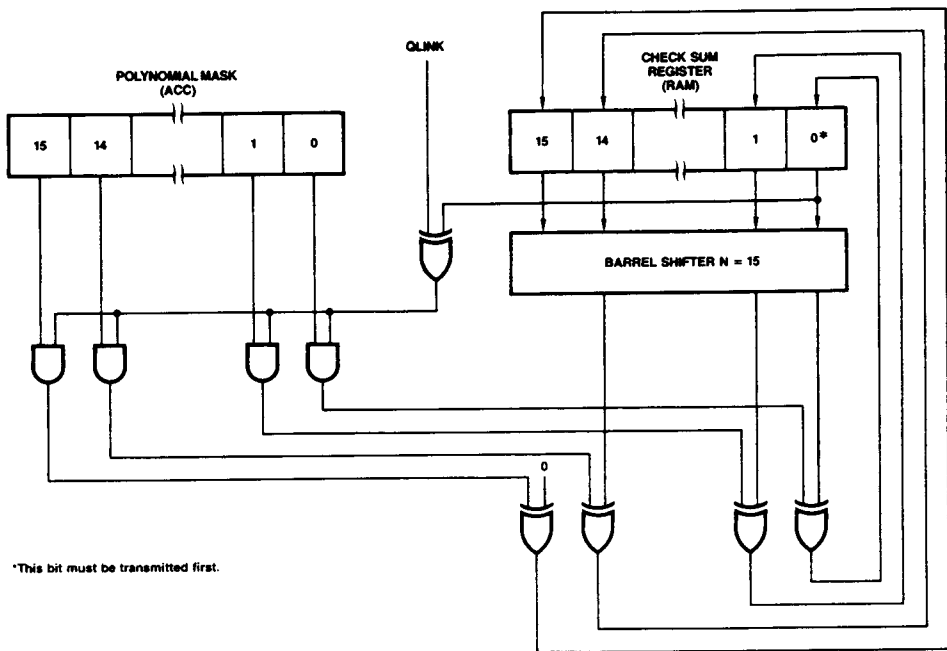 QLINK
POLYNOMIAL MASK
(ACC)
CHECK SUM
REGISTER
(RAM)
15 14 1 0
15 14 1 0*
BARREL SHIFTER N = 15
0
*This bit must be transmitted first.